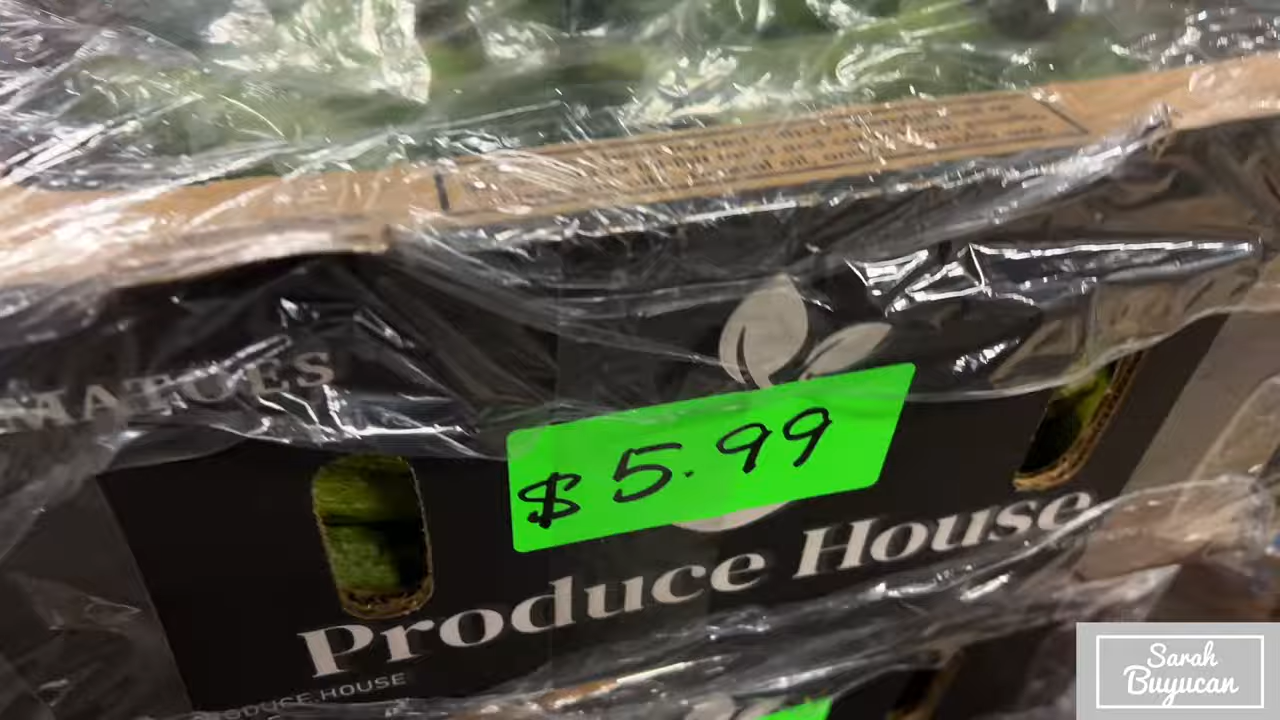 MATOES
$5.99
Produce House
PRODUCE HOUSE
Sarah
Buyucan